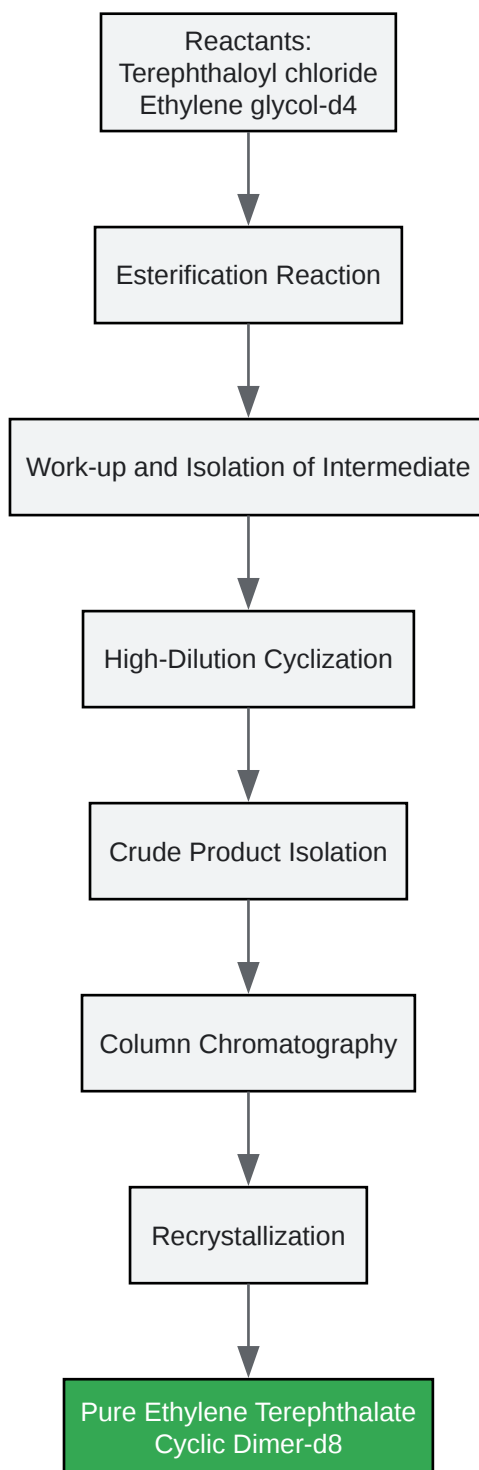 Reactants:
Terephthaloyl chloride
Ethylene glycol-d4
Esterification Reaction
Work-up and Isolation of Intermediate
High-Dilution Cyclization
Crude Product Isolation
Column Chromatography
Recrystallization
Pure Ethylene Terephthalate
Cyclic Dimer-d8